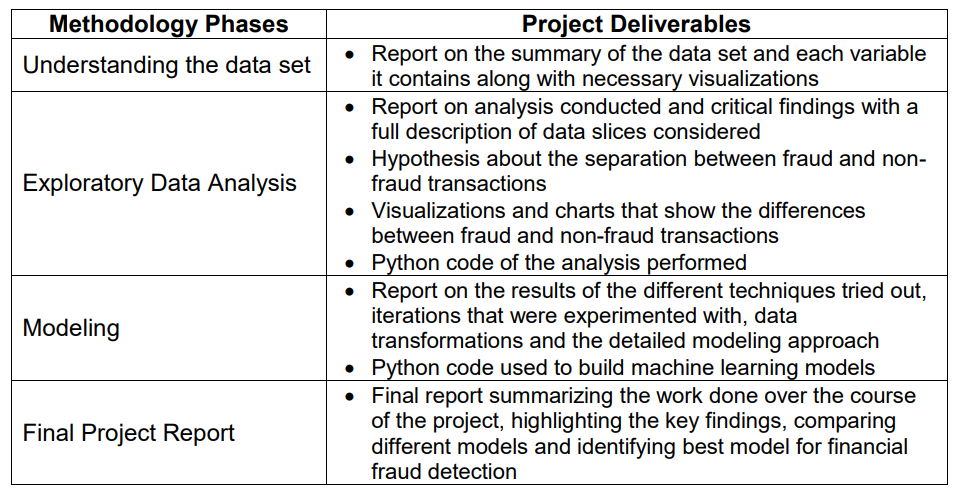 Methodology Phases
Project Deliverables
Understanding the data set
• Report on the summary of the data set and each variable
it contains along with necessary visualizations
Exploratory Data Analysis
• Report on analysis conducted and critical findings with a
full description of data slices considered
• Hypothesis about the separation between fraud and non-
fraud transactions
• Visualizations and charts that show the differences
between fraud and non-fraud transactions
• Python code of the analysis performed
Modeling
• Report on the results of the different techniques tried out,
iterations that were experimented with, data
transformations and the detailed modeling approach
• Python code used to build machine learning models
Final Project Report
• Final report summarizing the work done over the course
of the project, highlighting the key findings, comparing
different models and identifying best model for financial
fraud detection